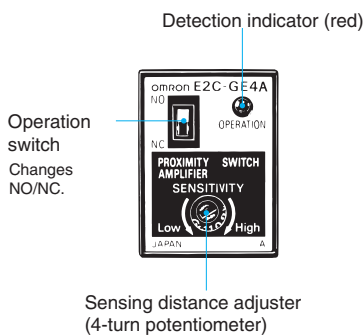 Detection indicator (red)
omron E2C-GE4A
NO
OPERATION
Operation
switch
Changes
NO/NC.
NC
PROXIMITY SWITCH
AMPLIFIER
SENSITIVITY
Low High
JAPAN A
Sensing distance adjuster
(4-turn potentiometer)